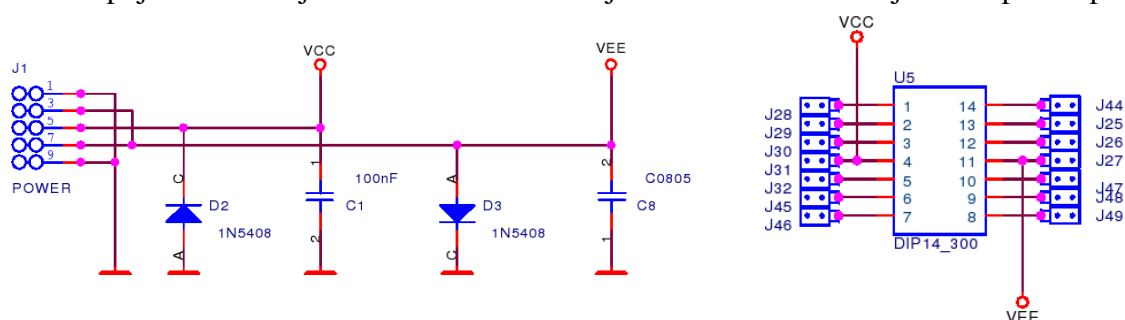 J1
1
3
5
7
9
POWER
VCC
VEE
C
D2
1N5408
A
1
100nF
C1
2
A
D3
1N5408
C
2
C0805
C8
1
VCC
U5
J28
J29
J30
J31
J32
J45
J46
1 14
2 13
3 12
4 11
5 10
6 9
7 8
DIP14_300
J44
J25
J26
J27
J47
J48
J49
VEE